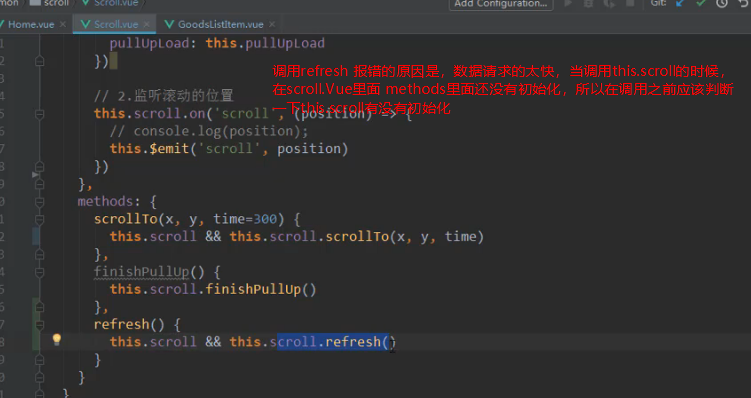 mon scroll Scroll.vue Add Configuration... Git:
Home.vue Scroll.vue GoodsListItem.vue
pullUpLoad: this.pullUpLoad
})
调用refresh 报错的原因是，数据请求的太快，当调用this.scroll的时候，
在scroll.Vue里面 methods里面还没有初始化，所以在调用之前应该判断
一下this.scroll有没有初始化
// 2.监听滚动的位置
this.scroll.on('scroll', (position) => {
// console.log(position);
this.$emit('scroll', position)
})
},
methods: {
scrollTo(x, y, time=300) {
this.scroll && this.scroll.scrollTo(x, y, time)
},
finishPullUp() {
this.scroll.finishPullUp()
},
refresh() {
this.scroll && this.scroll.refresh()
}
}
}